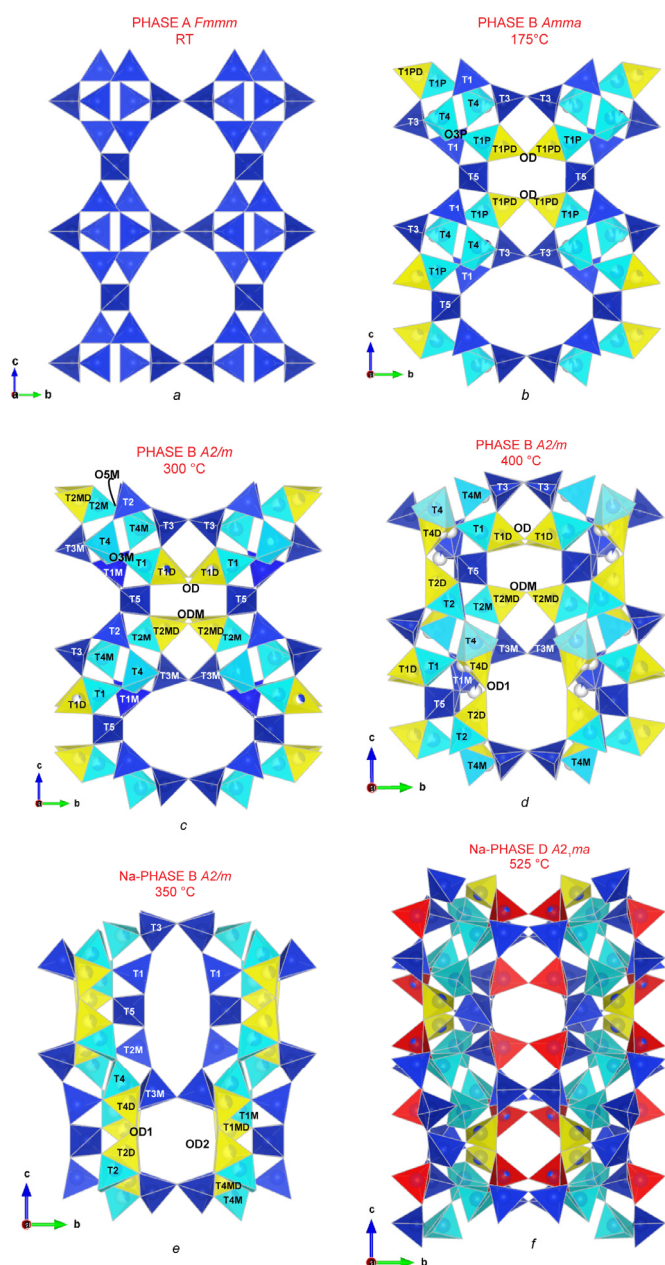 PHASE A Fmmm
RT
c
a
b
a
PHASE B Amma
175°C
T1PD
T1P
T1
T4
T3
T3
T3
T4
O3P
T1
T1P
T1PD
T1PD
T1P
OD
T5
T5
OD
T1PD
T1PD
T1
T1P
T1P
T3
T4
T4
T3
T3
T1P
T1
T5
c
a
b
b
PHASE B A2/m
300 °C
O5M
T2MD
T2M
T2
T4M
T3
T3
T3M
T4
O3M
T1M
T1
T1D
T1D
T1
OD
T5
T5
ODM
T2
T2M
T2MD
T2MD
T2M
T3
T4M
T4
T3M
T3M
T1
T1D
T1M
T5
c
a
b
c
PHASE B A2/m
400 °C
T3
T3
T4M
T4
T4D
T1
OD
T1D
T1D
T5
T2D
ODM
T2
T2M
T2MD
T2MD
T4
T3M
T3M
T1D
T1
T4D
T1M
OD1
T5
T2D
T2
T4M
c
a
b
d
Na-PHASE B A2/m
350 °C
T3
T1
T1
T5
T2M
T4
T3M
T4D
T1M
OD1
OD2
T1MD
T2D
T2
T4MD
T4M
c
a
b
e
Na-PHASE D A2₁ma
525 °C
c
a
b
f